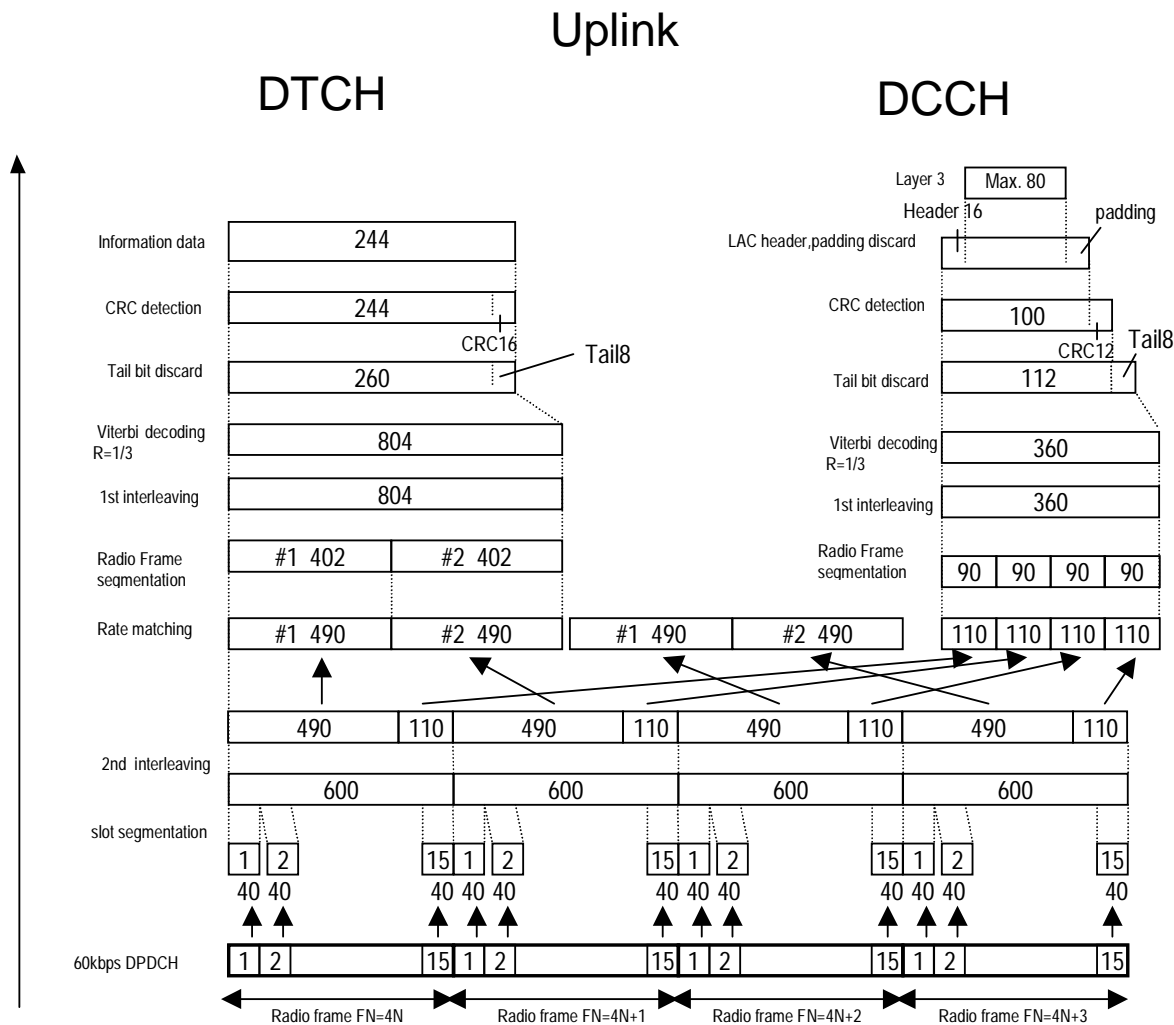 Uplink
DTCH
DCCH
Layer 3
Max. 80
Header 16
padding
Information data
244
LAC header,padding discard
CRC detection
244
CRC16
CRC detection
100
CRC12
Tail8
Tail8
Tail bit discard
260
Tail bit discard
112
Viterbi decoding
R=1/3
804
Viterbi decoding
R=1/3
360
1st interleaving
804
1st interleaving
360
Radio Frame
segmentation
#1 402
#2 402
Radio Frame
segmentation
90 90 90 90
Rate matching
#1 490
#2 490
#1 490
#2 490
110 110 110 110
490 110 490 110 490 110 490 110
2nd interleaving
600 600 600 600
slot segmentation
1 2 15 1 2 15 1 2 15 1 2 15
40 40 40 40 40 40 40 40 40 40 40 40
60kbps DPDCH
1 2 15 1 2 15 1 2 15 1 2 15
Radio frame FN=4N
Radio frame FN=4N+1
Radio frame FN=4N+2
Radio frame FN=4N+3